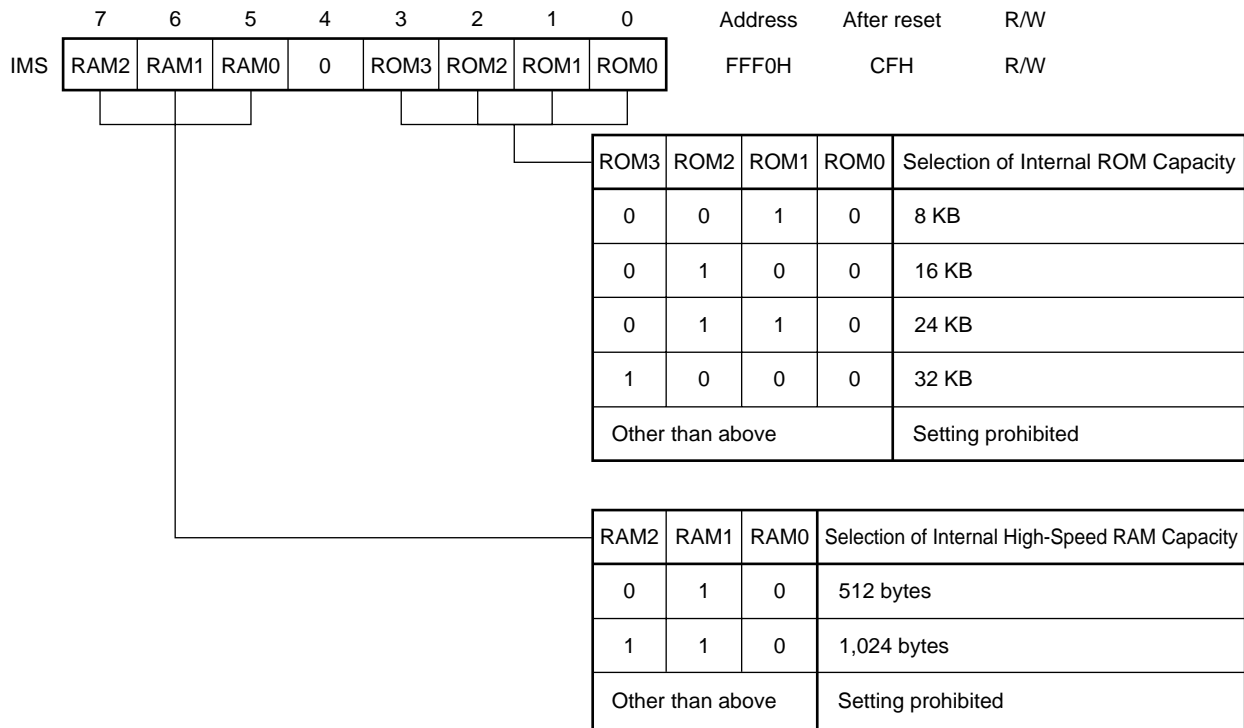 7 6 5 4 3 2 1 0 Address After reset R/W
IMS RAM2 RAM1 RAM0 0 ROM3 ROM2 ROM1 ROM0 FFF0H CFH R/W
ROM3 ROM2 ROM1 ROM0 Selection of Internal ROM Capacity
0 0 1 0 8 KB
0 1 0 0 16 KB
0 1 1 0 24 KB
1 0 0 0 32 KB
Other than above Setting prohibited
RAM2 RAM1 RAM0 Selection of Internal High-Speed RAM Capacity
0 1 0 512 bytes
1 1 0 1,024 bytes
Other than above Setting prohibited